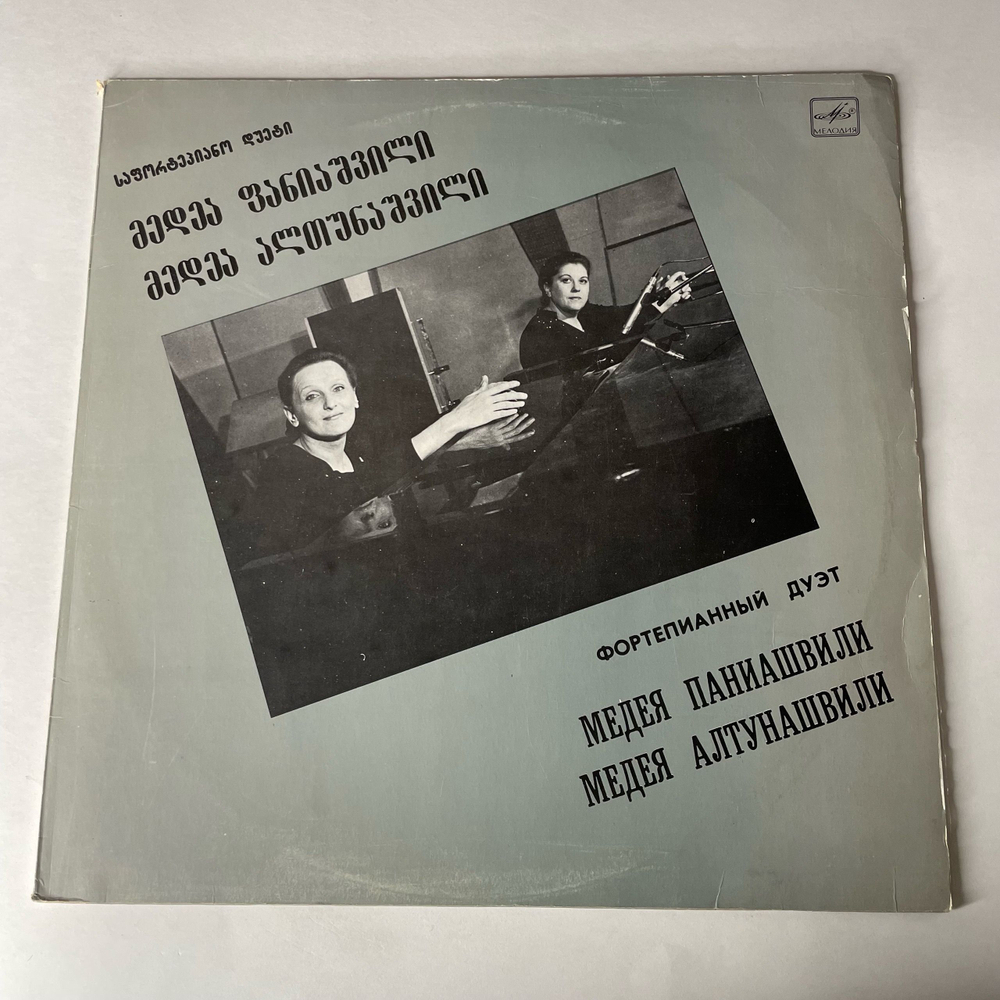 საფორტეპიანო დუეტი
მედეა ფანიაშვილი
მედეა ალთუნაშვილი
МЕЛОДИЯ
ФОРТЕПИАННЫЙ ДУЭТ
МЕДЕЯ ПАНИАШВИЛИ
МЕДЕЯ АЛТУНАШВИЛИ